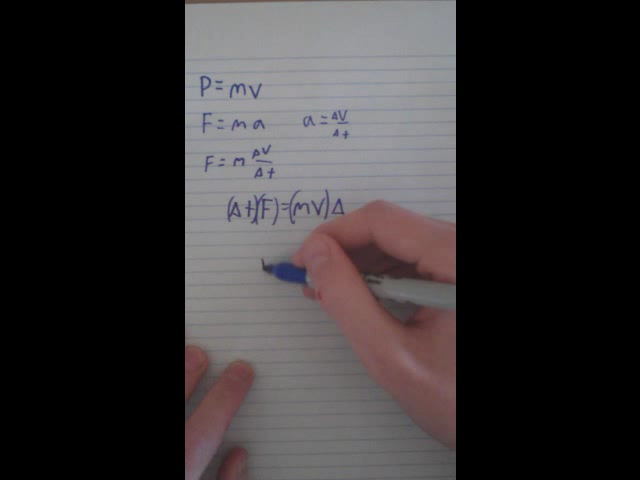 P = mv
F = ma a = ΔV/Δt
F = m ΔV/Δt
(Δt)(F) = (mv)Δ